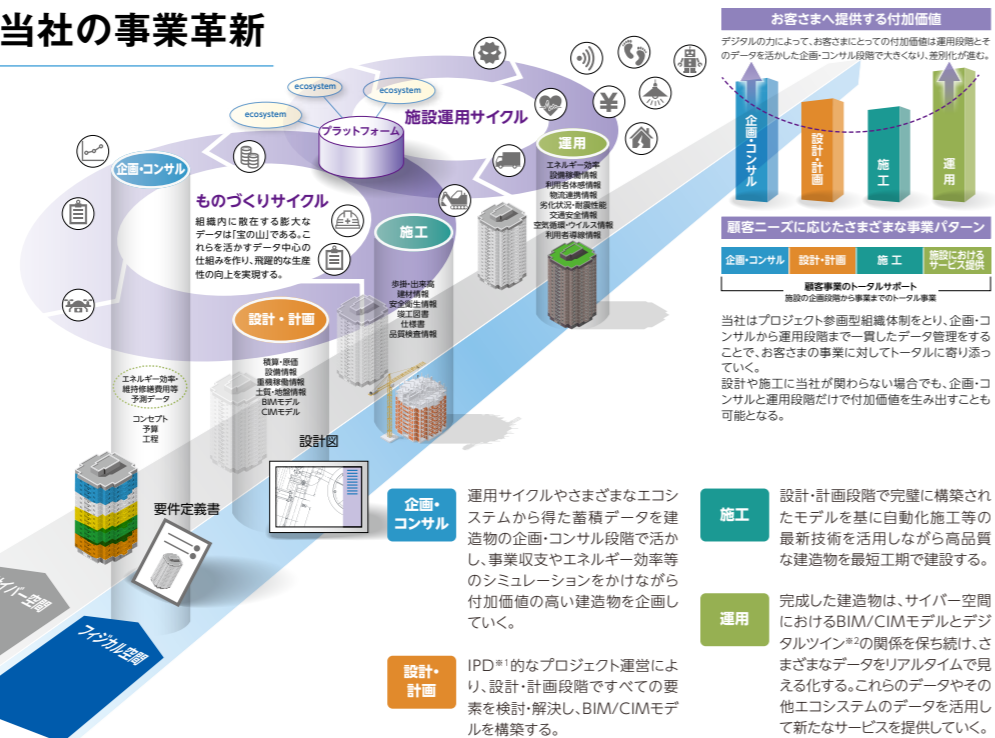 当社の事業革新
ecosystem
ecosystem
ecosystem
プラットフォーム
施設運用サイクル
企画・コンサル
ものづくりサイクル
組織内に散在する膨大な
データは「宝の山」である。こ
れらを活かすデータ中心の
仕組みを作り、飛躍的な生産
性の向上を実現する。
運用
エネルギー効率
設備稼働情報
利用者体感情報
物流連携情報
劣化状況・耐震性能
交通安全情報
空気循環・ウイルス情報
利用者導線情報
施工
歩掛・出来高
建材情報
安全衛生情報
竣工図書
仕様書
品質検査情報
設計・計画
積算・原価
設備情報
重機稼働情報
土質・地盤情報
BIMモデル
CIMモデル
エネルギー効率・
維持修繕費用等
予測データ
コンセプト
予算
工程
設計図
要件定義書
イバー空間
フィジカル空間
お客さまへ提供する付加価値
デジタルの力によって、お客さまにとっての付加価値は運用段階とそ
のデータを活かした企画・コンサル段階で大きくなり、差別化が進む。
企画・コンサル
設計・計画
施工
運用
顧客ニーズに応じたさまざまな事業パターン
企画・コンサル
設計・計画
施 工
施設における
サービス提供
顧客事業のトータルサポート
施設の企画段階から事業までのトータル事業
当社はプロジェクト参画型組織体制をとり、企画・コ
ンサルから運用段階まで一貫したデータ管理をする
ことで、お客さまの事業に対してトータルに寄り添っ
ていく。
設計や施工に当社が関わらない場合でも、企画・コ
ンサルと運用段階だけで付加価値を生み出すことも
可能となる。
企画・
コンサル
運用サイクルやさまざまなエコシ
ステムから得た蓄積データを建
造物の企画・コンサル段階で活か
し、事業収支やエネルギー効率等
のシミュレーションをかけながら
付加価値の高い建造物を企画し
ていく。
設計・
計画
IPD※1的なプロジェクト運営によ
り、設計・計画段階ですべての要
素を検討・解決し、BIM/CIMモデ
ルを構築する。
施工
設計・計画段階で完璧に構築され
たモデルを基に自動化施工等の
最新技術を活用しながら高品質
な建造物を最短工期で建設する。
運用
完成した建造物は、サイバー空間
におけるBIM/CIMモデルとデジ
タルツイン※2の関係を保ち続け、さ
まざまなデータをリアルタイムで見
える化する。これらのデータやその
他エコシステムのデータを活用し
て新たなサービスを提供していく。